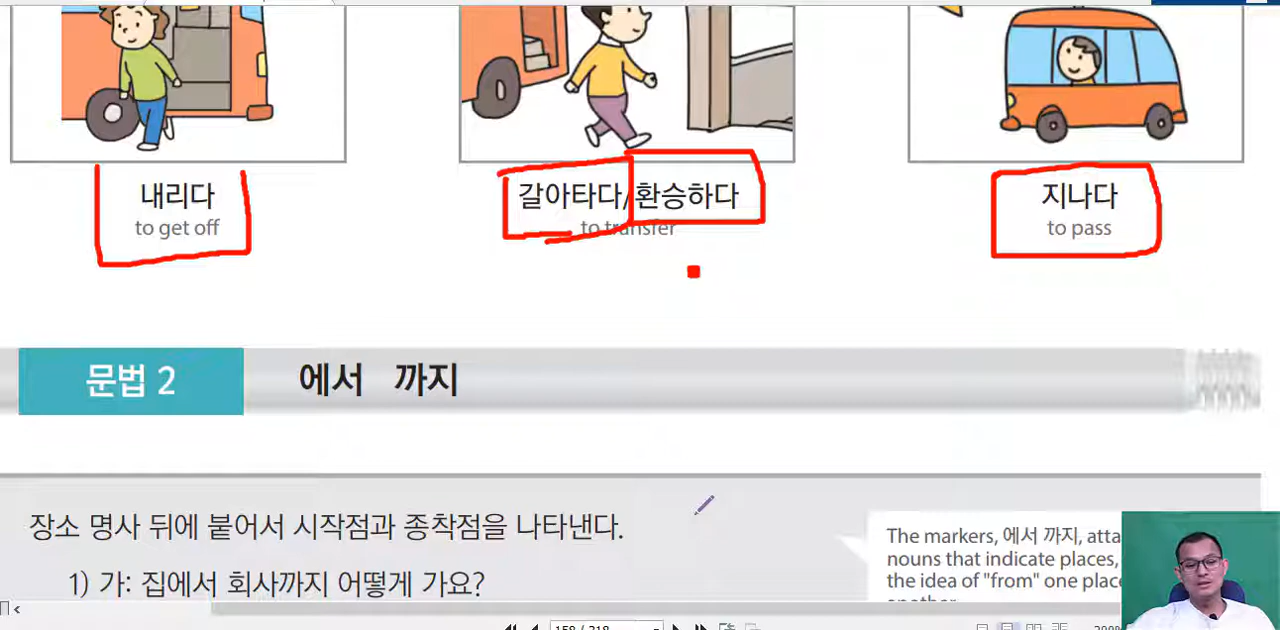 내리다
to get off
갈아타다/환승하다
to transfer
지나다
to pass
문법 2
에서 까지
장소 명사 뒤에 붙어서 시작점과 종착점을 나타낸다.
1) 가: 집에서 회사까지 어떻게 가요?
The markers, 에서 까지, atta
nouns that indicate places,
the idea of "from" one place
158 / 318
200%